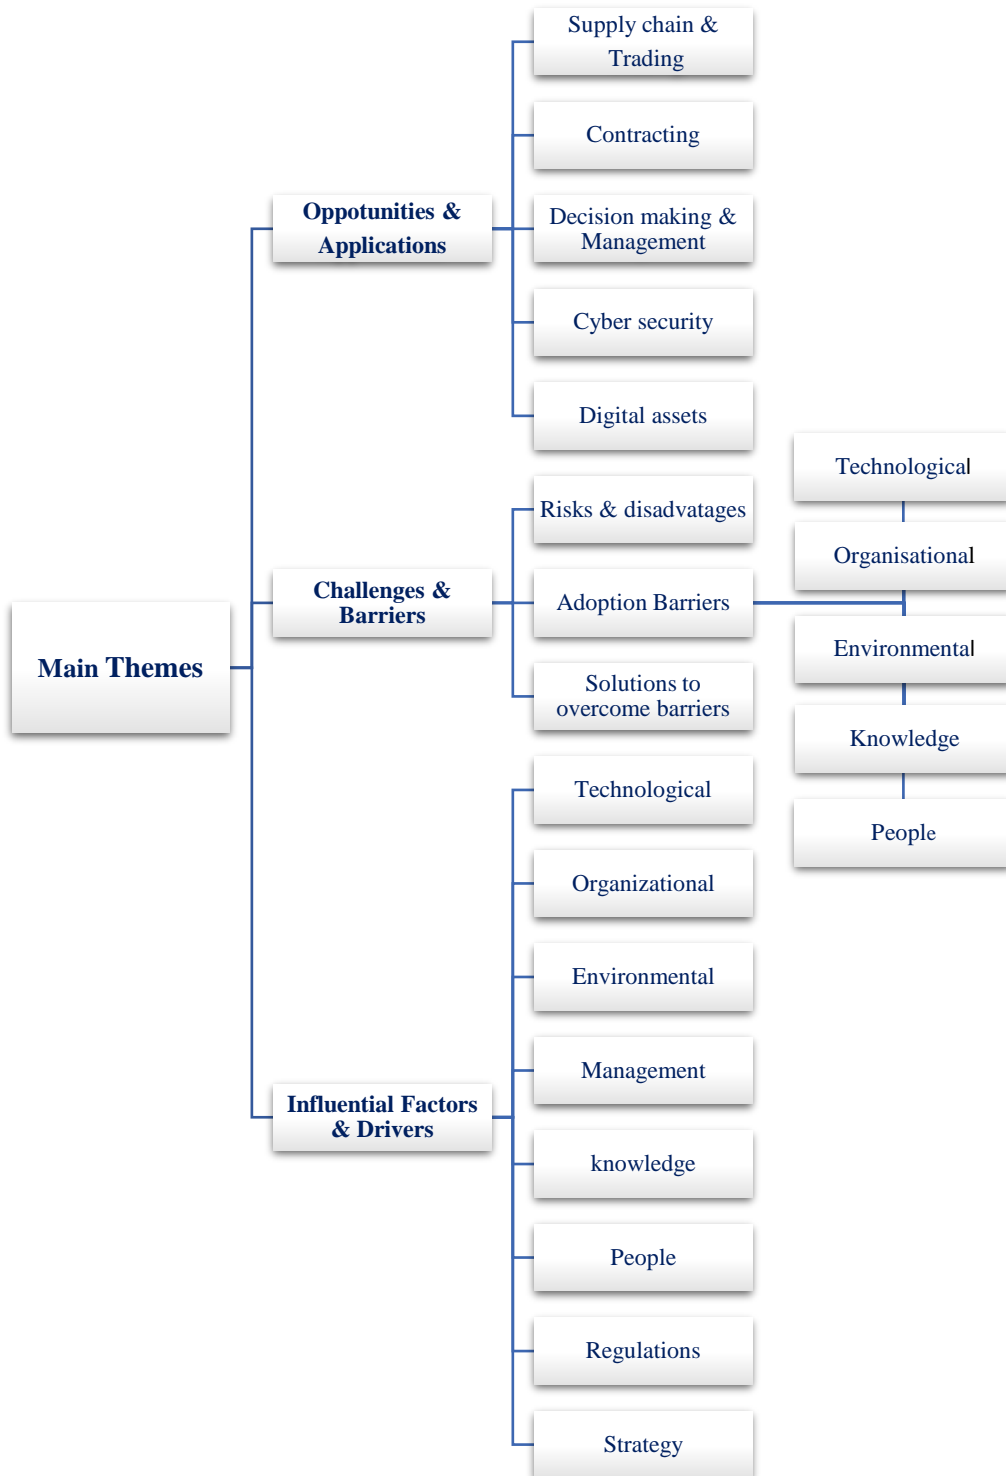 Main Themes
Oppotunities &
Applications
Supply chain &
Trading
Contracting
Decision making &
Management
Cyber security
Digital assets
Challenges &
Barriers
Risks & disadvatages
Adoption Barriers
Technological
Organisational
Environmental
Knowledge
People
Solutions to
overcome barriers
Influential Factors
& Drivers
Technological
Organizational
Environmental
Management
knowledge
People
Regulations
Strategy